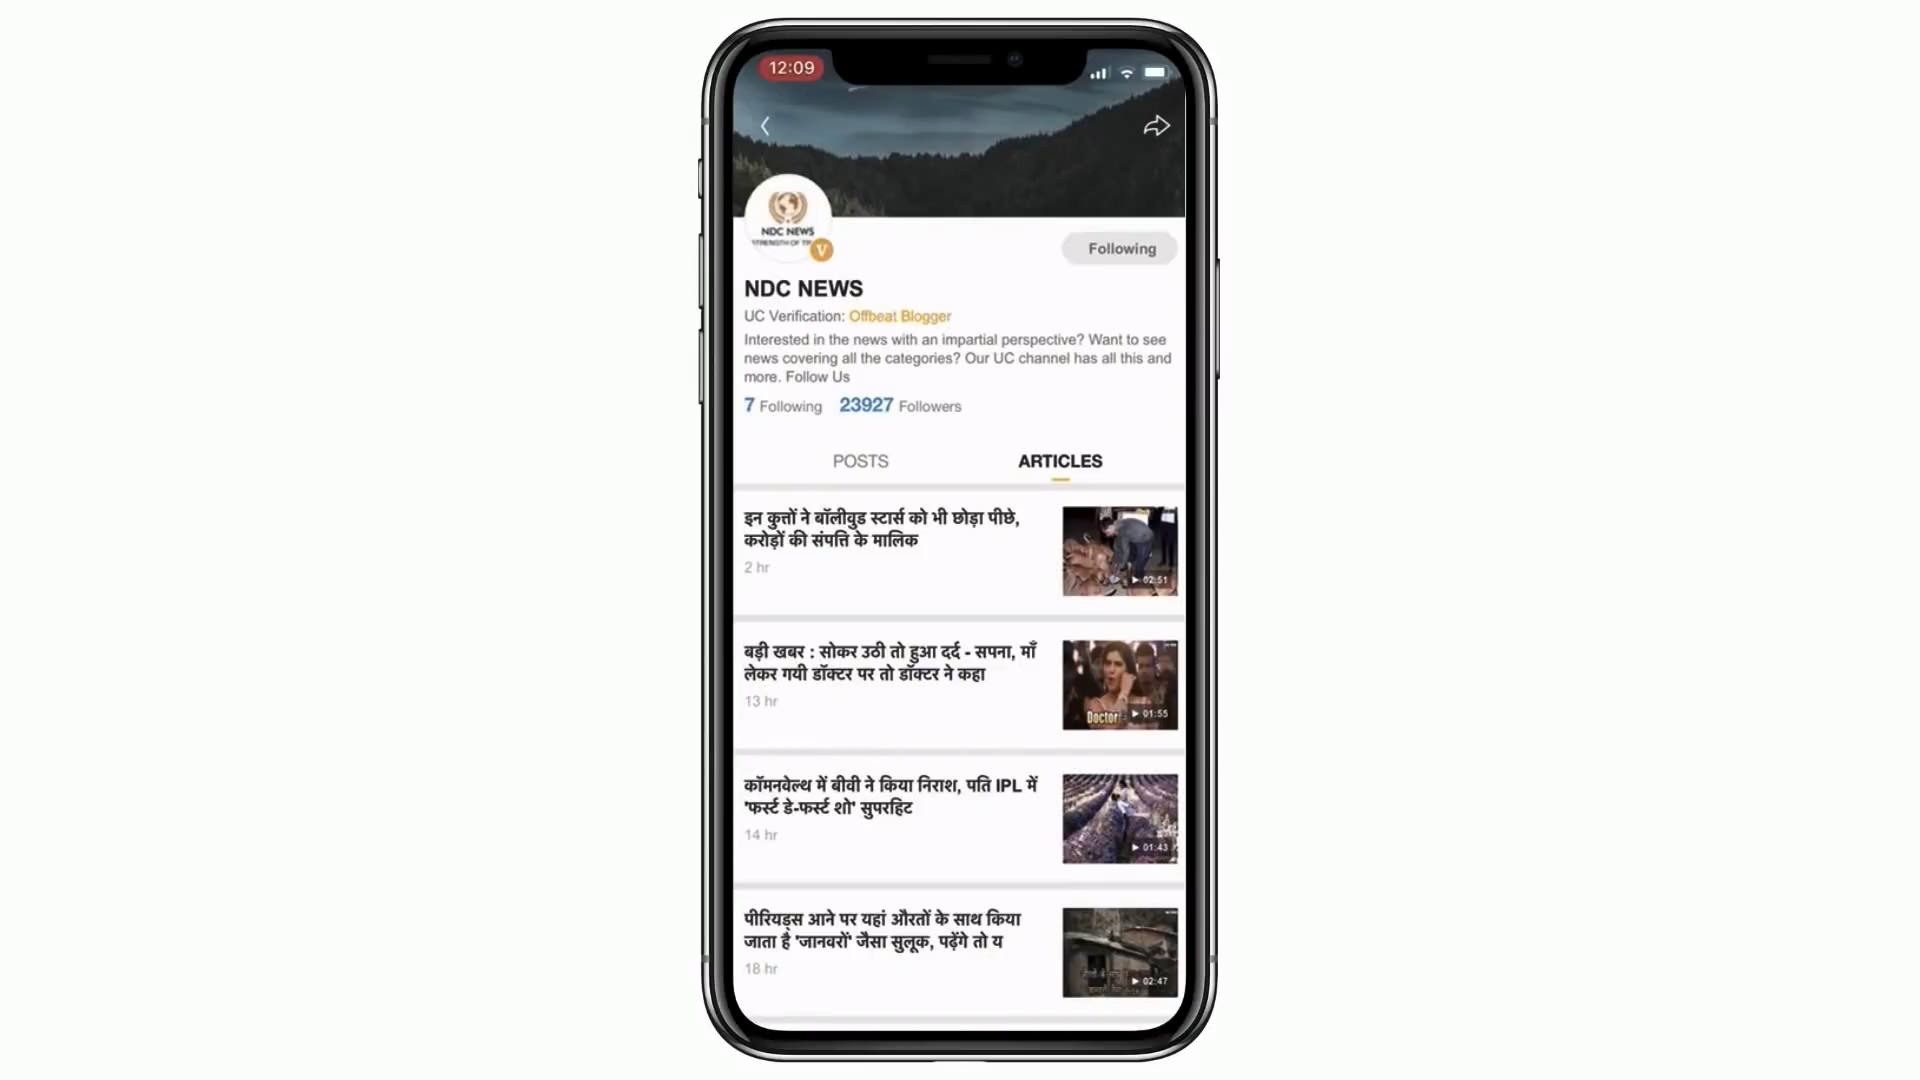 12:09
NDC NEWS
V
Following
NDC NEWS
UC Verification: Offbeat Blogger
Interested in the news with an impartial perspective? Want to see
news covering all the categories? Our UC channel has all this and
more. Follow Us
7 Following 23927 Followers
POSTS ARTICLES
इन कुत्तों ने बॉलीवुड स्टार्स को भी छोड़ा पीछे,
करोड़ों की संपत्ति के मालिक
2 hr
02:51
बड़ी खबर : सोकर उठी तो हुआ दर्द - सपना, माँ
लेकर गयी डॉक्टर पर तो डॉक्टर ने कहा
13 hr
Doctor
01:55
कॉमनवेल्थ में बीवी ने किया निराश, पति IPL में
'फर्स्ट डे-फर्स्ट शो' सुपरहिट
14 hr
01:43
पीरियड्स आने पर यहां औरतों के साथ किया
जाता है 'जानवरों' जैसा सुलूक, पढ़ेंगे तो य
18 hr
02:47